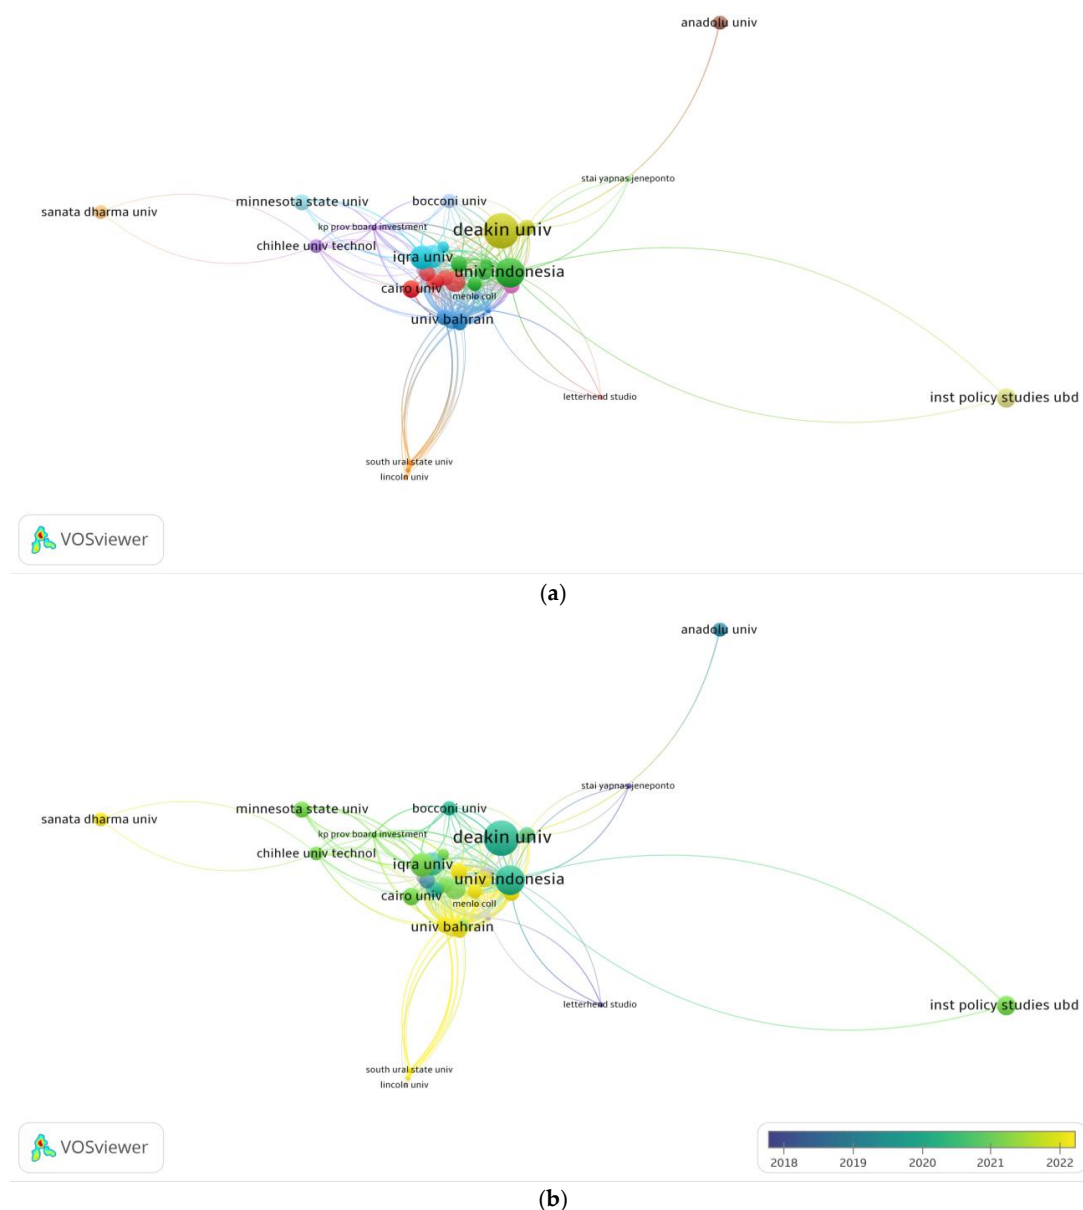 anadolu univ
stai yapnas jeneponto
sanata dharma univ
minnesota state univ
bocconi univ
kp prov board investment
deakin univ
chihlee univ technol
iqra univ
univ indonesia
cairo univ
menlo coll
univ bahrain
letterhend studio
inst policy studies ubd
south ural state univ
lincoln univ
VOSviewer
(a)
anadolu univ
stai yapnas jeneponto
sanata dharma univ
minnesota state univ
bocconi univ
kp prov board investment
deakin univ
chihlee univ technol
iqra univ
univ indonesia
cairo univ
menlo coll
univ bahrain
letterhend studio
inst policy studies ubd
south ural state univ
lincoln univ
VOSviewer
2018 2019 2020 2021 2022
(b)